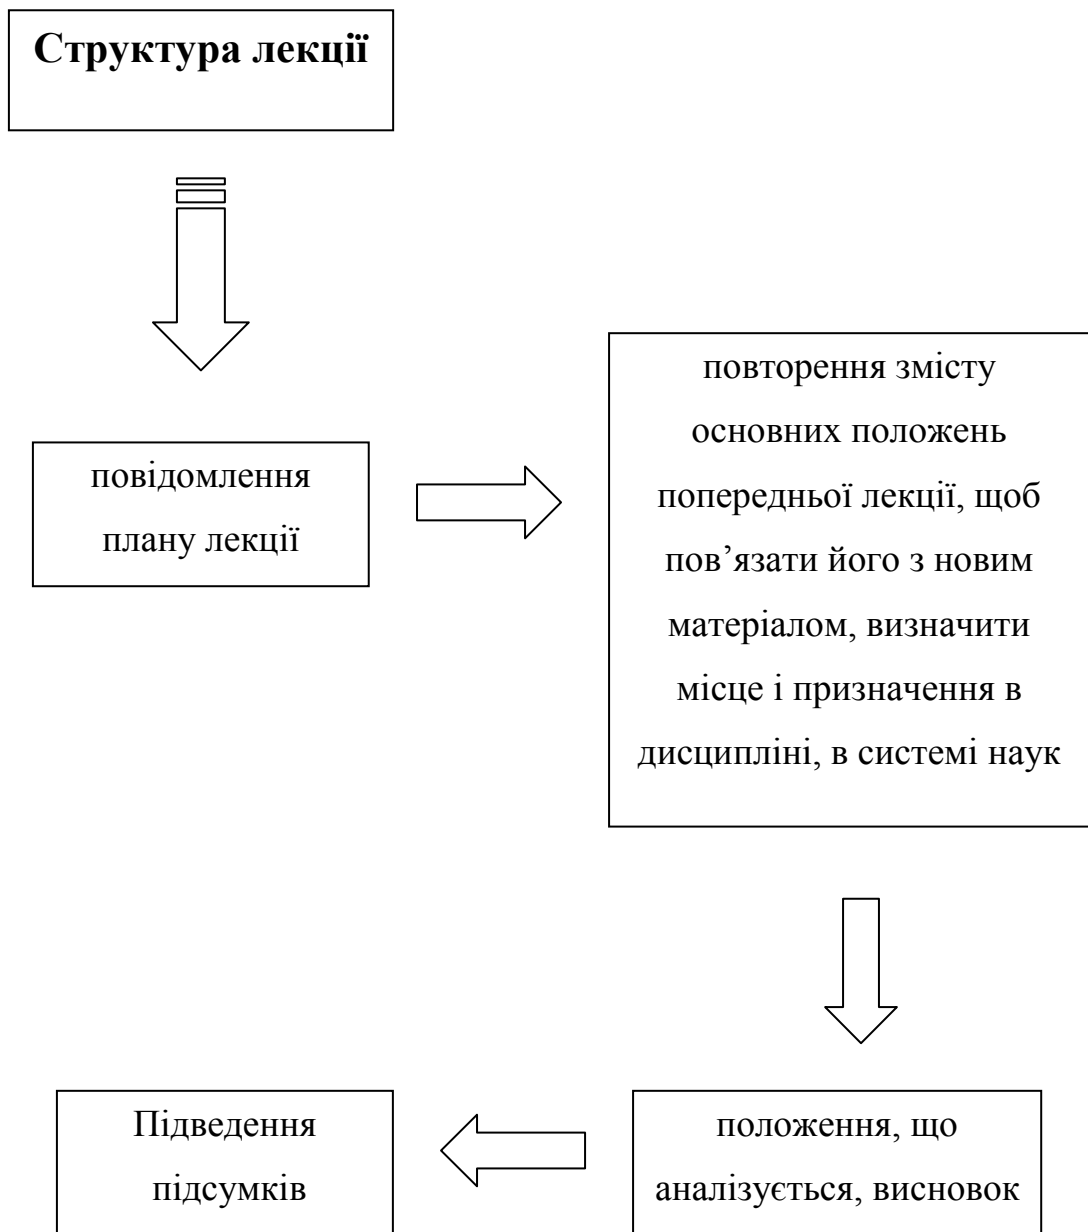 Структура лекції
повідомлення
плану лекції
повторення змісту
основних положень
попередньої лекції, щоб
пов’язати його з новим
матеріалом, визначити
місце і призначення в
дисципліні, в системі наук
положення, що
аналізується, висновок
Підведення
підсумків